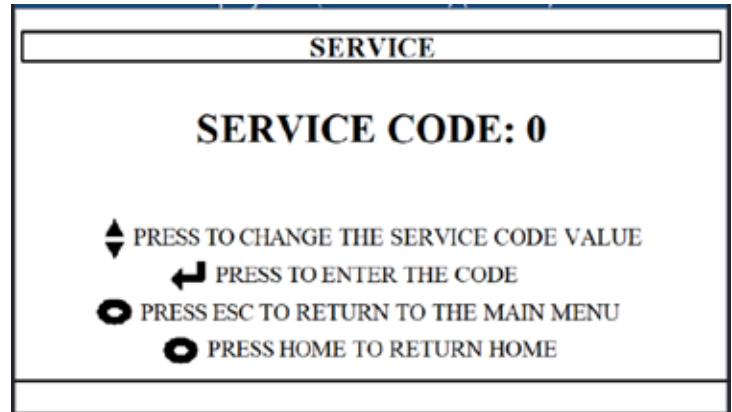 SERVICE
SERVICE CODE: 0
PRESS TO CHANGE THE SERVICE CODE VALUE
PRESS TO ENTER THE CODE
PRESS ESC TO RETURN TO THE MAIN MENU
PRESS HOME TO RETURN HOME